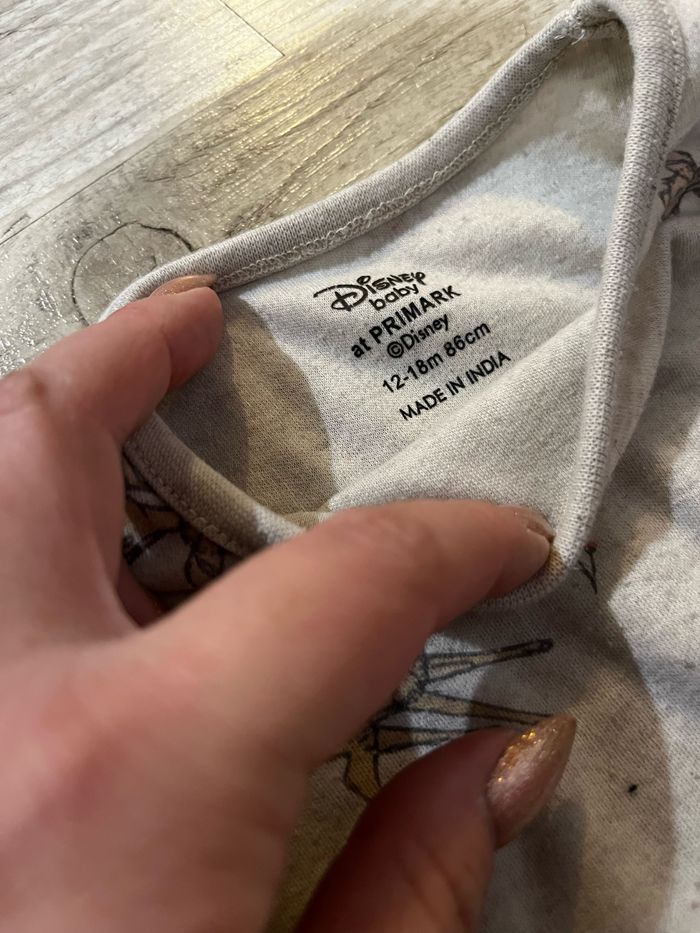 Disney
baby
at PRIMARK
©Disney
12-18m 86cm
MADE IN INDIA